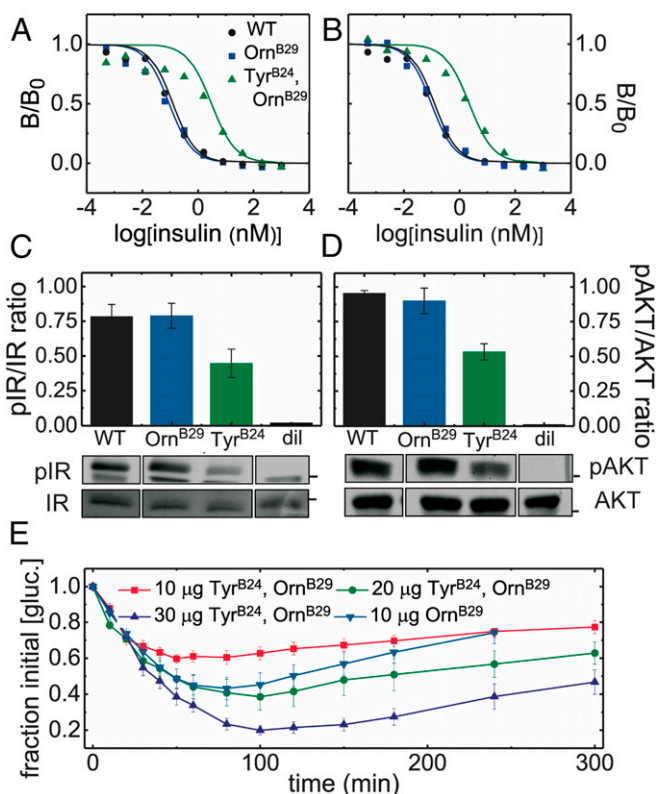 A
B
WT
Orn^B29
Tyr^B24,
Orn^B29
B/B₀
1.0
0.5
0.0
-4 -2 0 2 4
log[insulin (nM)]
B/B₀
1.0
0.5
0.0
-4 -2 0 2 4
log[insulin (nM)]
C
pIR/IR ratio
1.00
0.75
0.50
0.25
0.00
WT Orn^B29 Tyr^B24 dil
pIR
IR
D
pAKT/AKT ratio
1.00
0.75
0.50
0.25
0.00
WT Orn^B29 Tyr^B24 dil
pAKT
AKT
E
10 μg Tyr^B24, Orn^B29
20 μg Tyr^B24, Orn^B29
30 μg Tyr^B24, Orn^B29
10 μg Orn^B29
fraction initial [gluc.]
1.0
0.8
0.6
0.4
0.2
0 100 200 300
time (min)